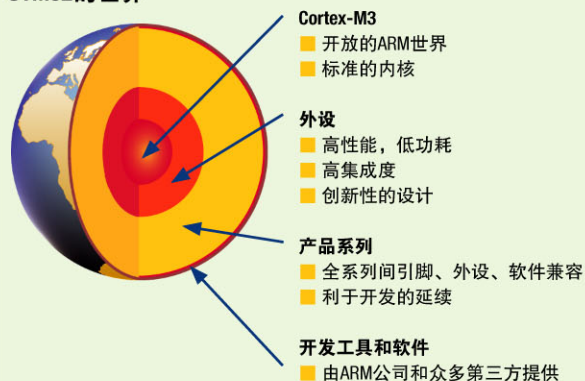 Cortex-M3
开放的ARM世界
标准的内核
外设
高性能，低功耗
高集成度
创新性的设计
产品系列
全系列间引脚、外设、软件兼容
利于开发的延续
开发工具和软件
由ARM公司和众多第三方提供